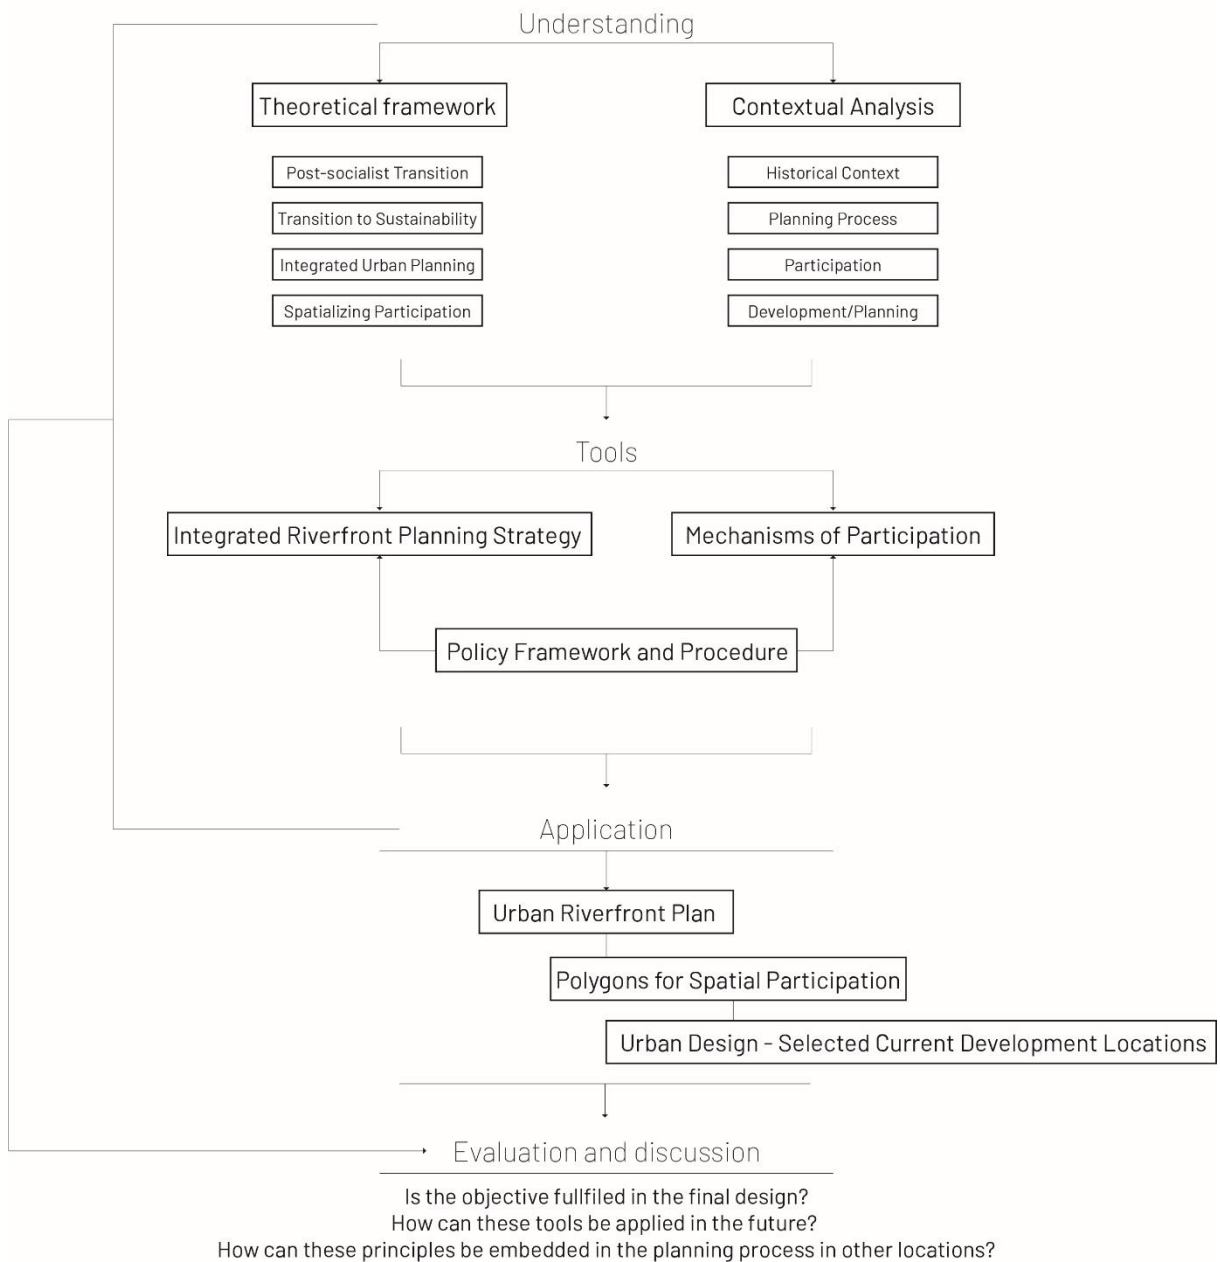 Understanding
Theoretical framework
Contextual Analysis
Post-socialist Transition
Historical Context
Transition to Sustainability
Planning Process
Integrated Urban Planning
Participation
Spatializing Participation
Development/Planning
Tools
Integrated Riverfront Planning Strategy
Mechanisms of Participation
Policy Framework and Procedure
Application
Urban Riverfront Plan
Polygons for Spatial Participation
Urban Design - Selected Current Development Locations
Evaluation and discussion
Is the objective fullfiled in the final design?
How can these tools be applied in the future?
How can these principles be embedded in the planning process in other locations?